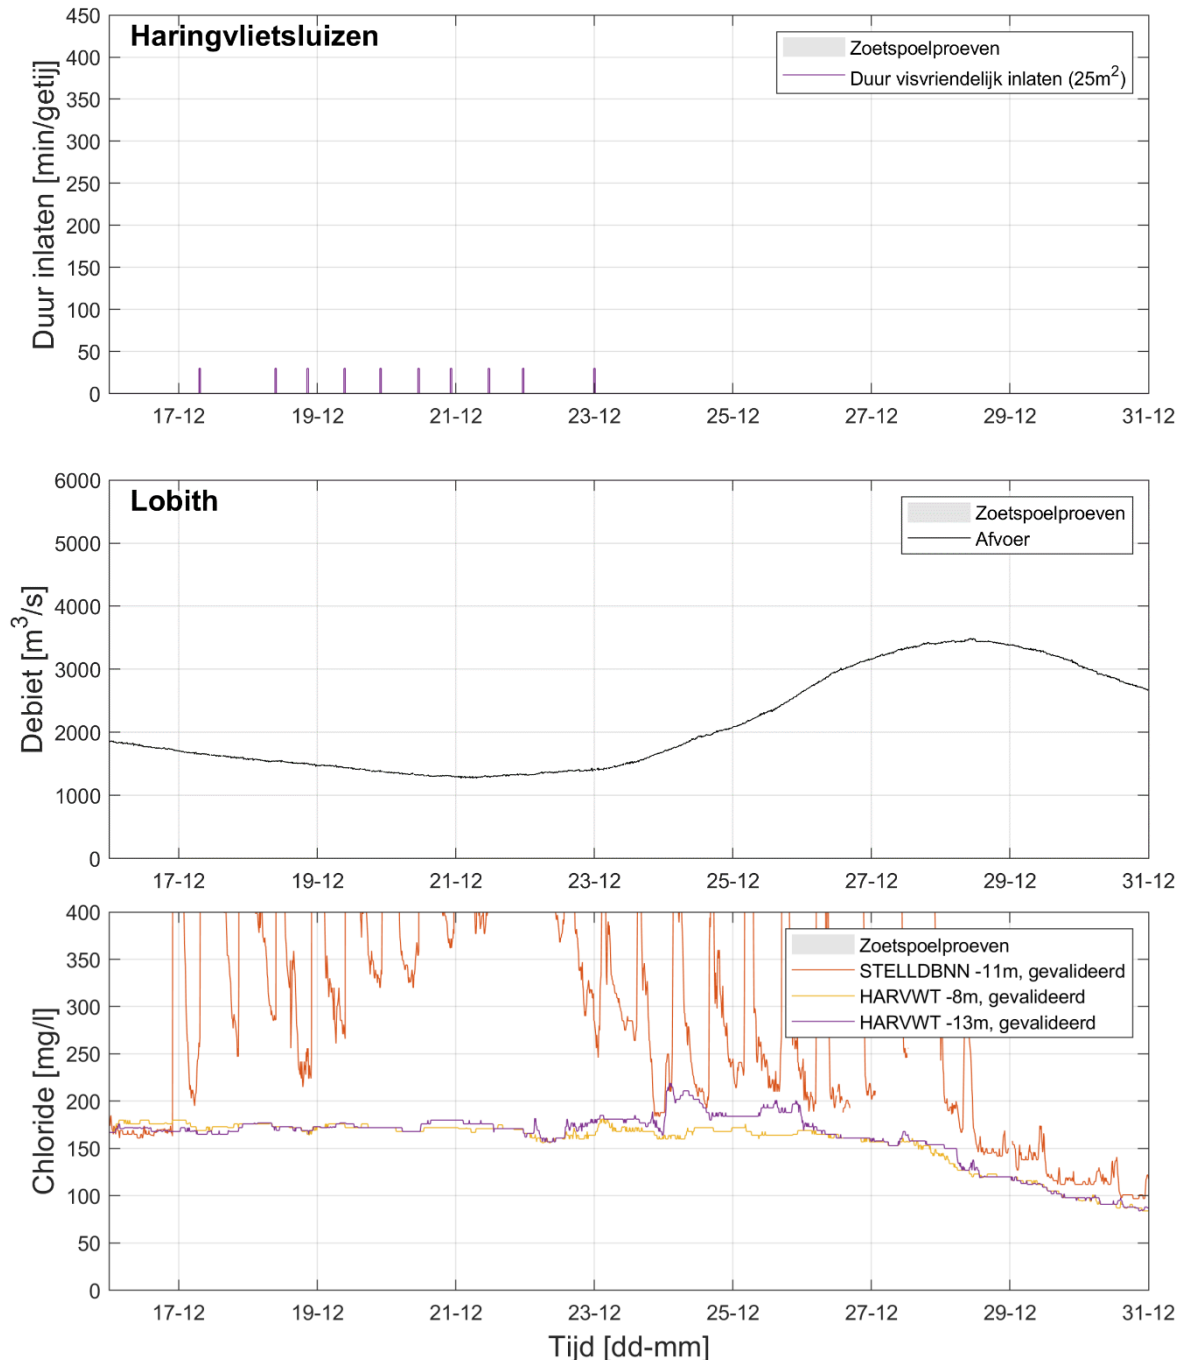 Haringvlietsluizen
Zoetspoelproeven
Duur visvriendelijk inlaten (25m²)
Duur inlaten [min/getij]
450
400
350
300
250
200
150
100
50
0
17-12 19-12 21-12 23-12 25-12 27-12 29-12 31-12
Lobith
Zoetspoelproeven
Afvoer
Debiet [m³/s]
6000
5000
4000
3000
2000
1000
0
17-12 19-12 21-12 23-12 25-12 27-12 29-12 31-12
Zoetspoelproeven
STELLDBNN -11m, gevalideerd
HARVWT -8m, gevalideerd
HARVWT -13m, gevalideerd
Chloride [mg/l]
400
350
300
250
200
150
100
50
0
17-12 19-12 21-12 23-12 25-12 27-12 29-12 31-12
Tijd [dd-mm]